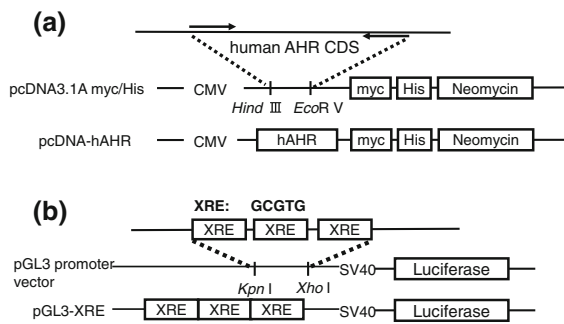 (a)
human AHR CDS
pcDNA3.1A myc/His CMV myc His Neomycin
Hind III EcoR V
pcDNA-hAHR CMV hAHR myc His Neomycin
(b)
XRE: GCGTG
XRE XRE XRE
pGL3 promoter
vector
SV40 Luciferase
Kpn I Xho I
pGL3-XRE XRE XRE XRE SV40 Luciferase